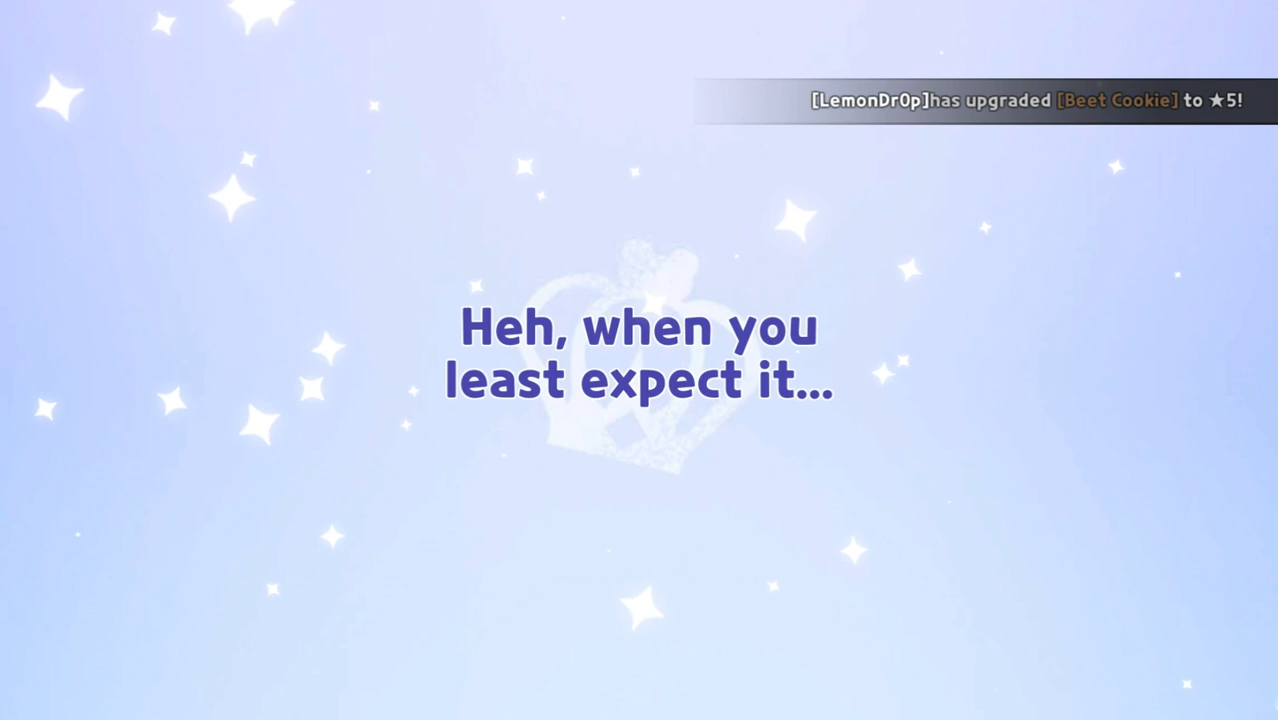 [LemonDr0p]has upgraded [Beet Cookie] to ★5!
Heh, when you
least expect it...